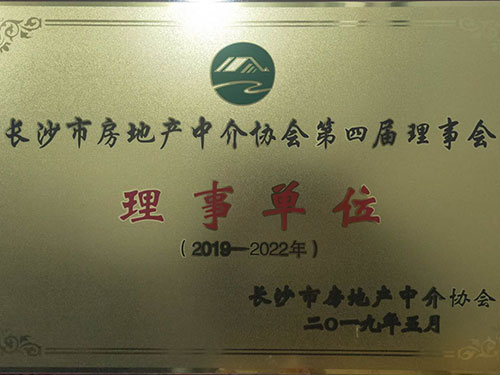 长沙市房地产中介协会第四届理事会
理事单位
（2019—2022年）
长沙市房地产中介协会
二〇一九年五月